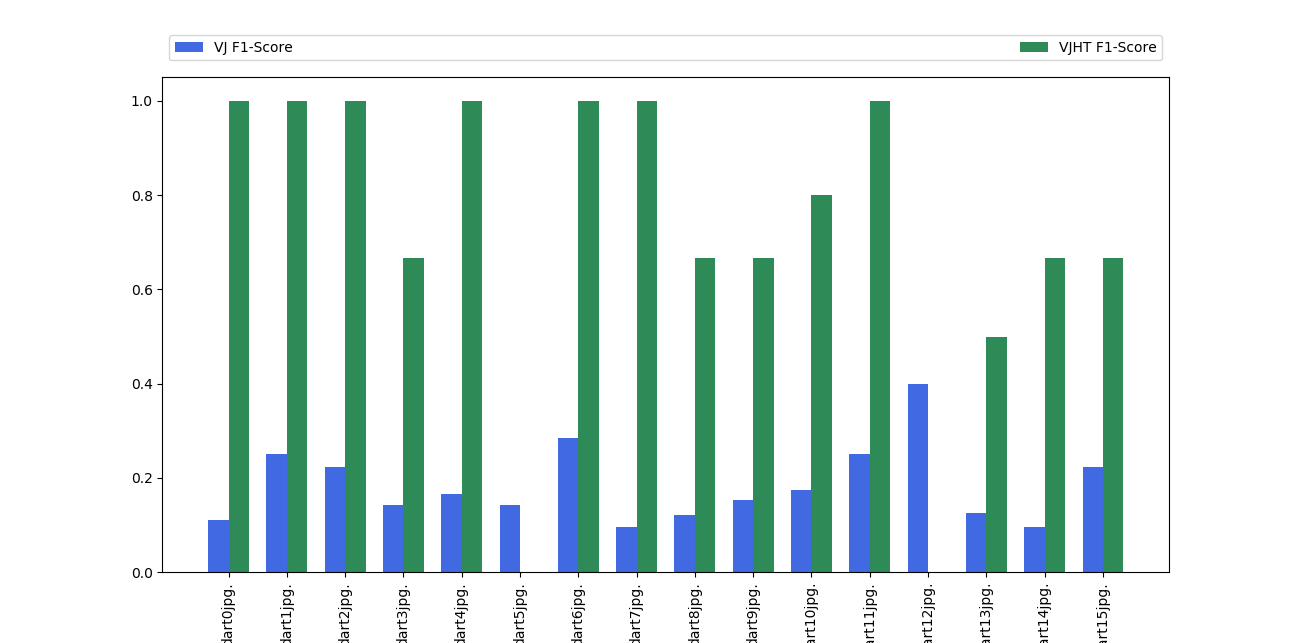 VJ F1-Score VJHT F1-Score
1.0
0.8
0.6
0.4
0.2
0.0
dart0jpg.
dart1jpg.
dart2jpg.
dart3jpg.
dart4jpg.
dart5jpg.
dart6jpg.
dart7jpg.
dart8jpg.
dart9jpg.
art10jpg.
art11jpg.
art12jpg.
art13jpg.
art14jpg.
art15jpg.